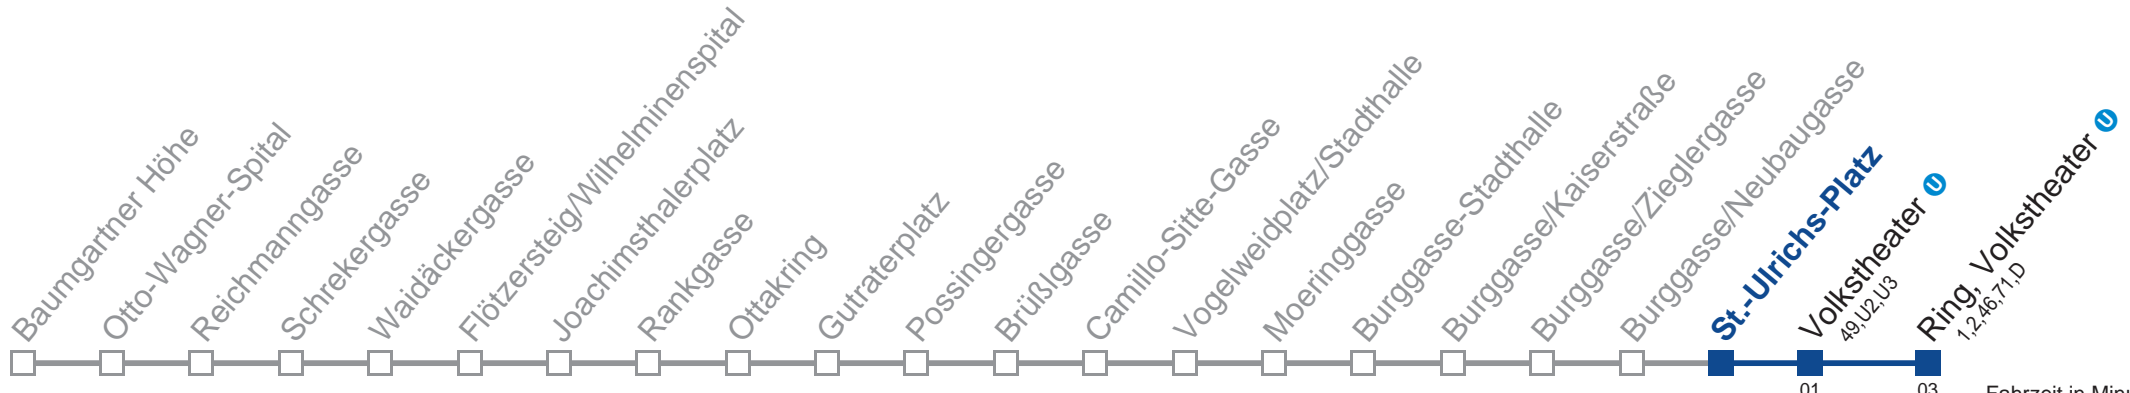 Baumgartner Höhe
Otto-Wagner-Spital
Reichmanngasse
Schrekergasse
Waidäckergasse
Flötzersteig/Wilhelminenspital
Joachimsthalerplatz
Rankgasse
Ottakring
Gutraterplatz
Possingergasse
Brüßlgasse
Camillo-Sitte-Gasse
Vogelweidplatz/Stadthalle
Moeringgasse
Burggasse-Stadthalle
Burggasse/Kaiserstraße
Burggasse/Zieglergasse
Burggasse/Neubaugasse
St.-Ulrichs-Platz
Volkstheater U
49,U2,U3
Ring, Volkstheater U
1,2,46,71,D
01
03
Fahrzeit in